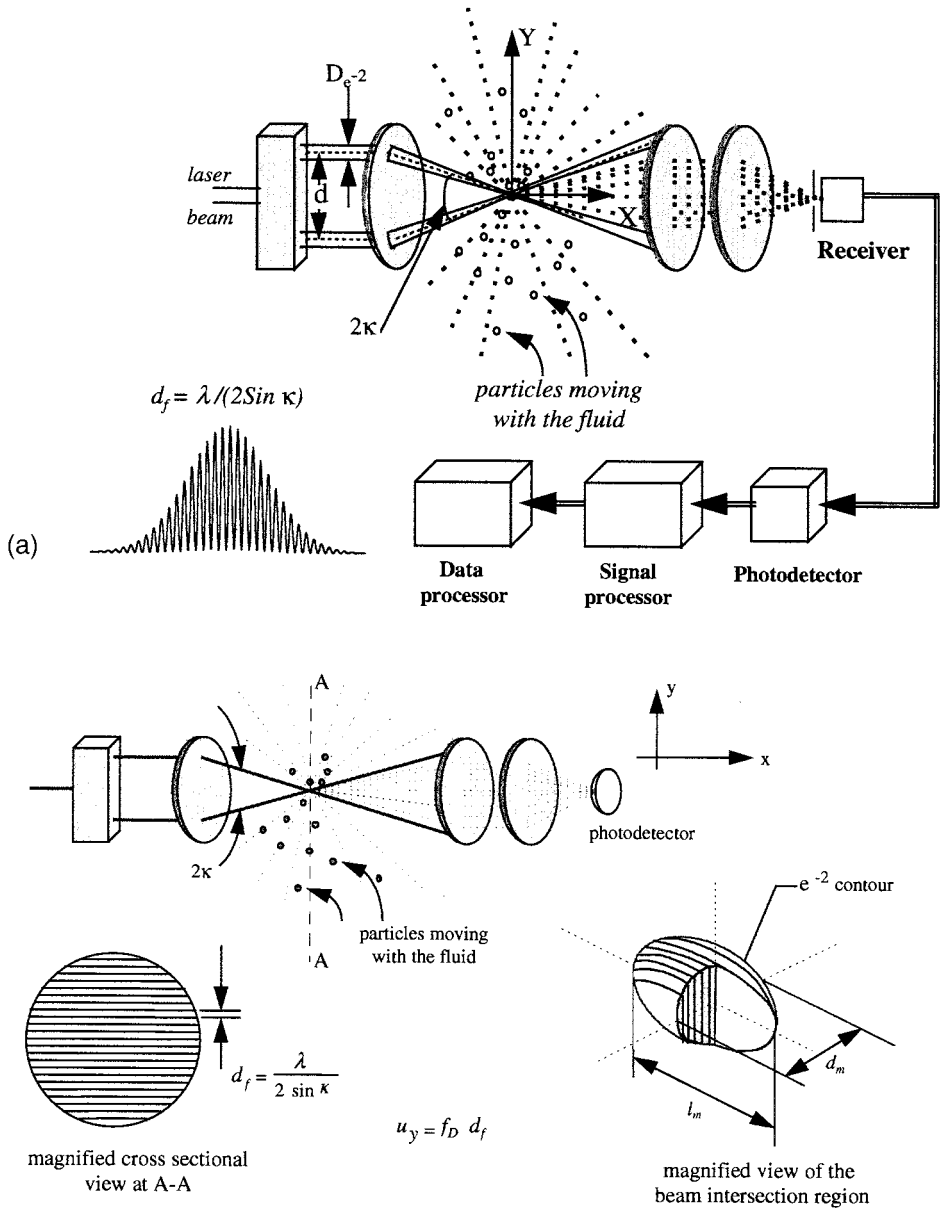 Y
D e-2
laser
beam
d
X
Receiver
2κ
particles moving
with the fluid
d_f = λ/(2Sin κ)
(a)
Data
processor
Signal
processor
Photodetector
A
y
x
photodetector
2κ
e -2 contour
particles moving
with the fluid
A
d_f = λ / 2 sin κ
d_m
l_m
u_y = f_D d_f
magnified cross sectional
view at A-A
magnified view of the
beam intersection region